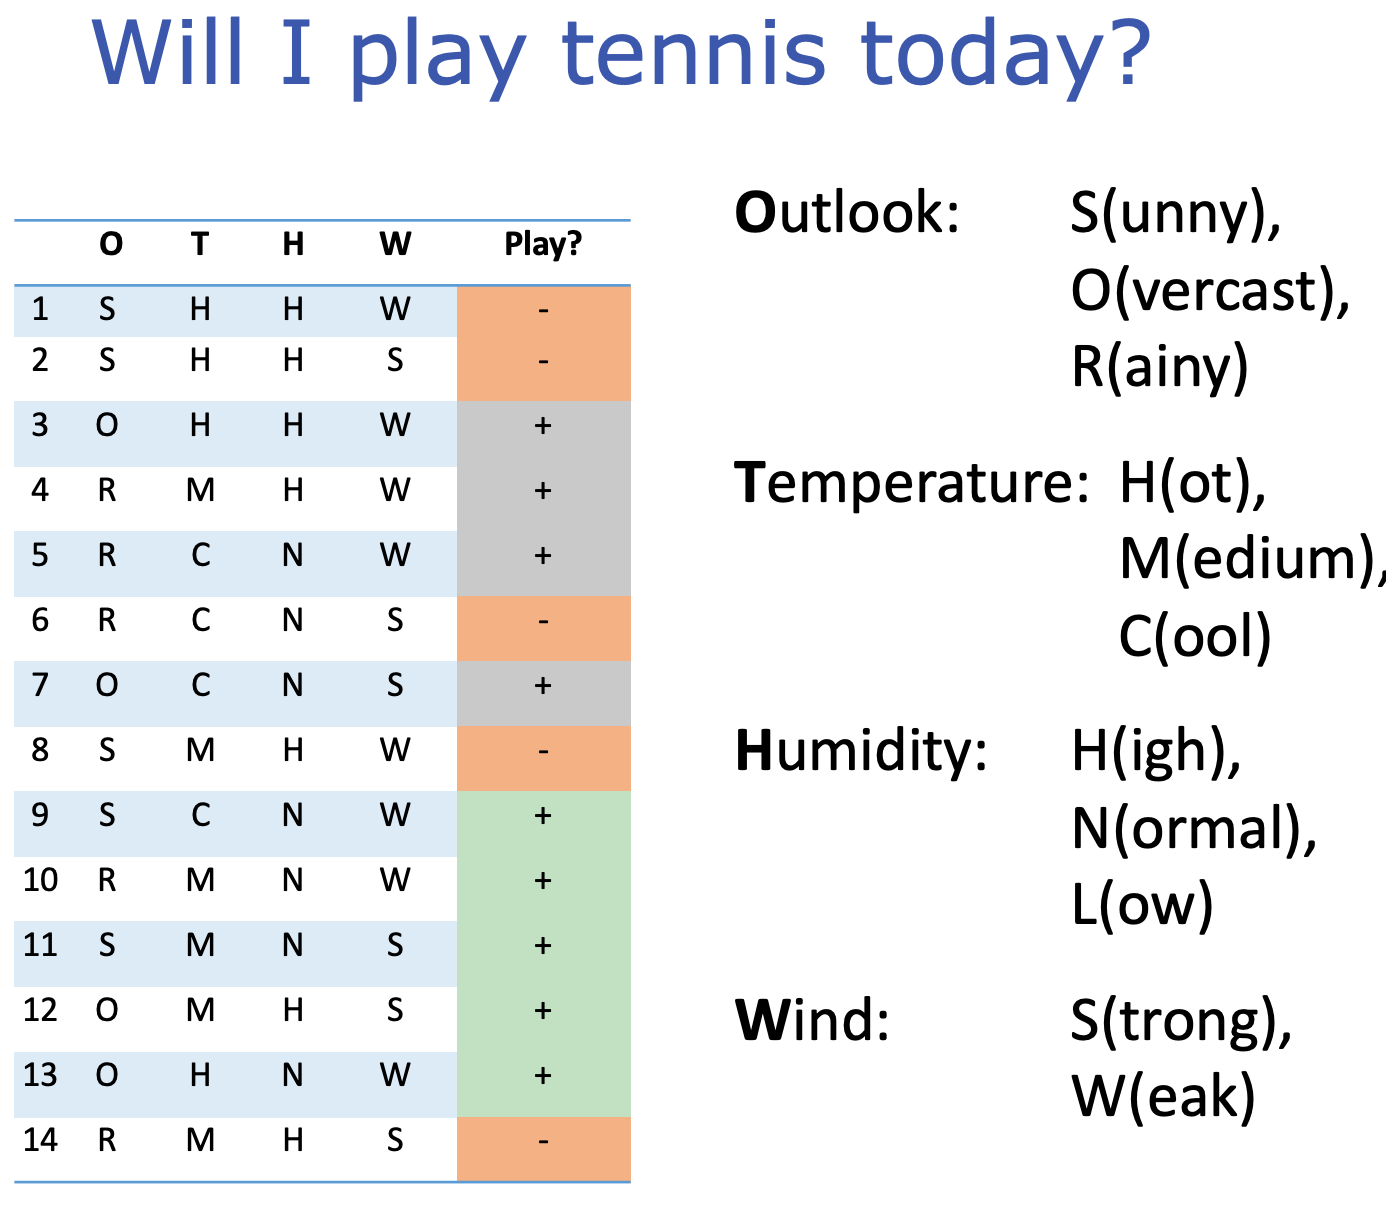 Will I play tennis today?
O T H W Play?
1 S H H W -
2 S H H S -
3 O H H W +
4 R M H W +
5 R C N W +
6 R C N S -
7 O C N S +
8 S M H W -
9 S C N W +
10 R M N W +
11 S M N S +
12 O M H S +
13 O H N W +
14 R M H S -
Outlook: S(unny),
O(vercast),
R(ainy)
Temperature: H(ot),
M(edium),
C(ool)
Humidity: H(igh),
N(ormal),
L(ow)
Wind: S(trong),
W(eak)